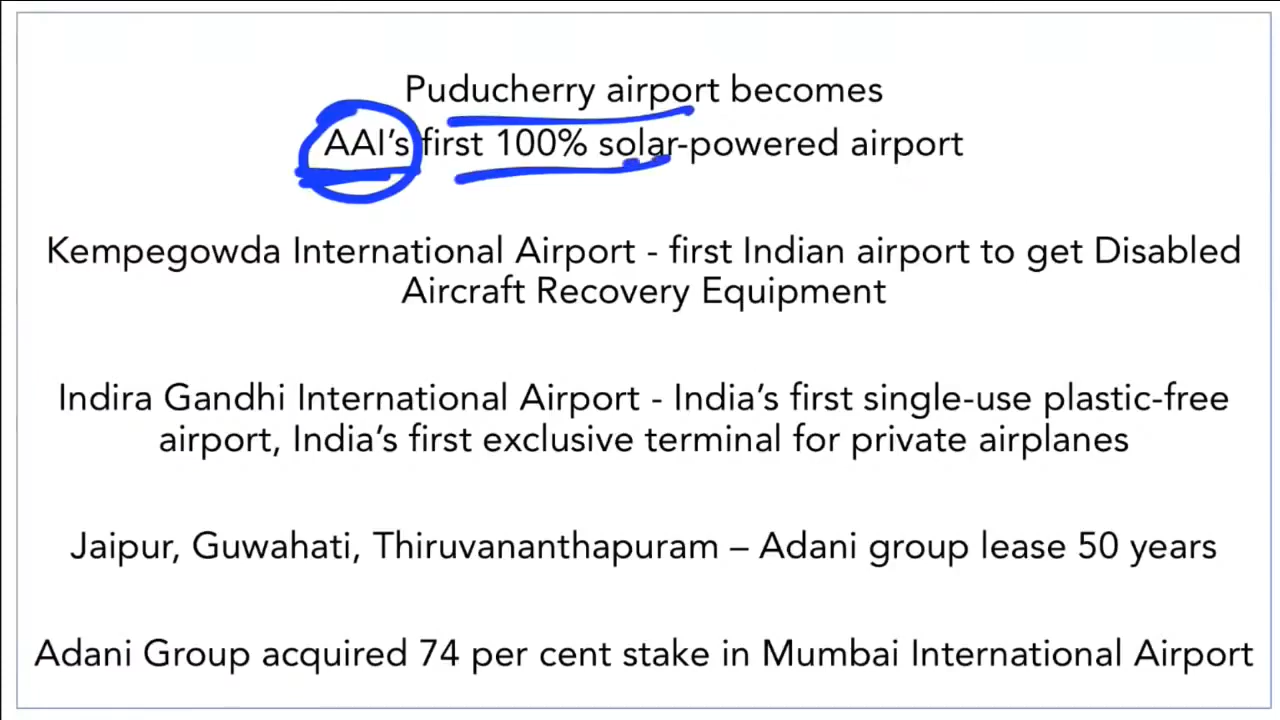 Puducherry airport becomes
AAI’s first 100% solar-powered airport
Kempegowda International Airport - first Indian airport to get Disabled
Aircraft Recovery Equipment
Indira Gandhi International Airport - India’s first single-use plastic-free
airport, India’s first exclusive terminal for private airplanes
Jaipur, Guwahati, Thiruvananthapuram – Adani group lease 50 years
Adani Group acquired 74 per cent stake in Mumbai International Airport